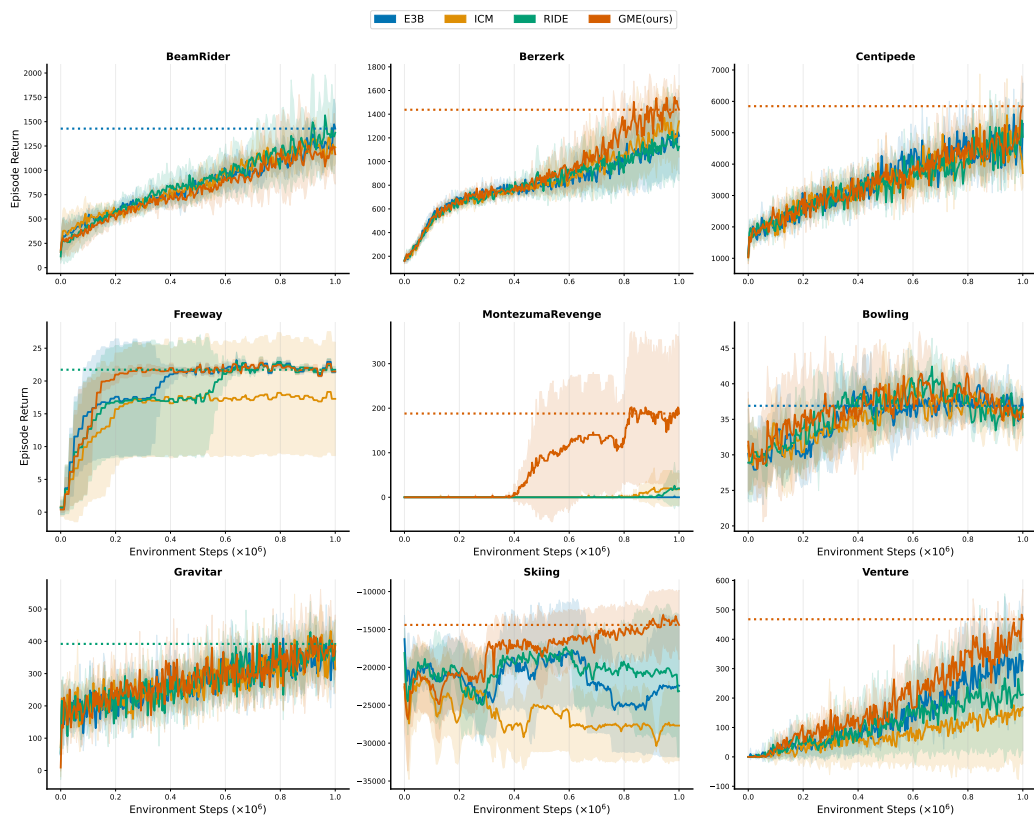 E3B ICM RIDE GME(ours)
BeamRider Berzerk Centipede
Episode Return
2000
1750
1500
1250
1000
750
500
250
0
0.0 0.2 0.4 0.6 0.8 1.0
1800
1600
1400
1200
1000
800
600
400
200
0.0 0.2 0.4 0.6 0.8 1.0
7000
6000
5000
4000
3000
2000
1000
0.0 0.2 0.4 0.6 0.8 1.0
Freeway MontezumaRevenge Bowling
Episode Return
25
20
15
10
5
0
0.0 0.2 0.4 0.6 0.8 1.0
Environment Steps (×10⁶)
300
200
100
0
0.0 0.2 0.4 0.6 0.8 1.0
Environment Steps (×10⁶)
45
40
35
30
25
20
0.0 0.2 0.4 0.6 0.8 1.0
Environment Steps (×10⁶)
Gravitar Skiing Venture
500
400
300
200
100
0
0.0 0.2 0.4 0.6 0.8 1.0
Environment Steps (×10⁶)
−10000
−15000
−20000
−25000
−30000
−35000
0.0 0.2 0.4 0.6 0.8 1.0
Environment Steps (×10⁶)
600
500
400
300
200
100
0
−100
0.0 0.2 0.4 0.6 0.8 1.0
Environment Steps (×10⁶)